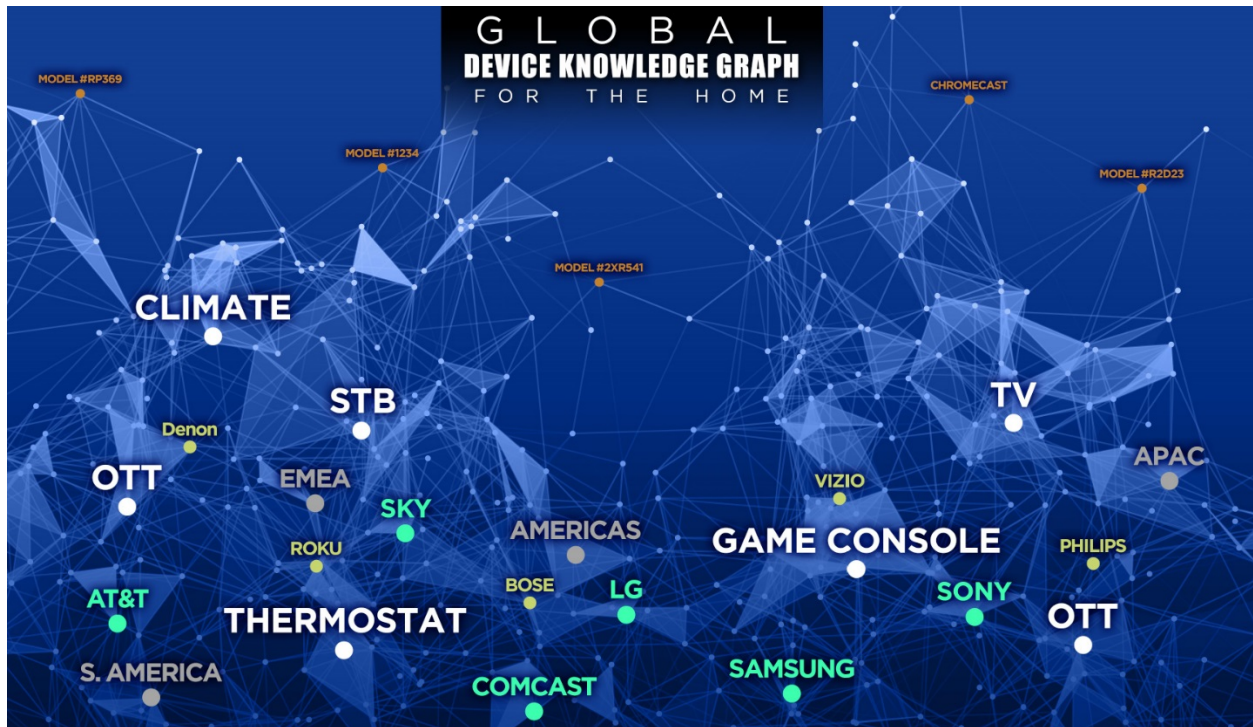 GLOBAL
DEVICE KNOWLEDGE GRAPH
FOR THE HOME
MODEL #RP369
CHROMECAST
MODEL #1234
MODEL #R2D23
MODEL #2XR541
CLIMATE
STB
TV
Denon
OTT
EMEA
SKY
AMERICAS
VIZIO
APAC
ROKU
GAME CONSOLE
PHILIPS
AT&T
THERMOSTAT
BOSE
LG
SONY
OTT
S. AMERICA
COMCAST
SAMSUNG